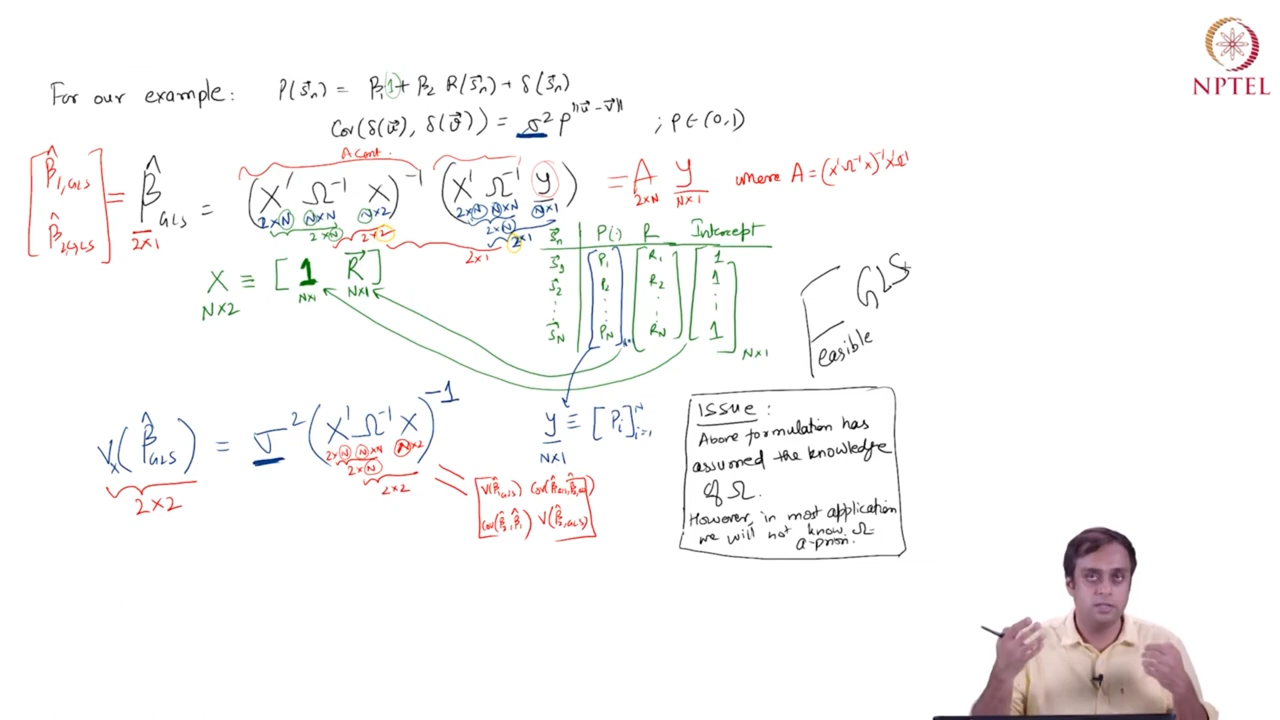 NPTEL
For our example: P(s⃗ₙ) = β₁1 + β₂ R(s⃗ₙ) + δ(s⃗ₙ)
Cov(δ(u⃗), δ(v⃗)) = σ² ρ^||u⃗ - v⃗|| ; ρ ∈ (0,1)
A cont.
[β̂₁,GLS β̂₂,GLS] = β̂GLS = (X' Ω⁻¹ X)⁻¹ (X' Ω⁻¹ y) = A y where A = (X'Ω⁻¹X)⁻¹X'Ω⁻¹
2×1 2×N N×N N×2 2×N N×N N×1 2×N N×1
2×N 2×2 2×N 2×1
2×1
s⃗ₙ P(.) R Intercept
s⃗₁ P₁ R₁ 1
s⃗₂ P₂ R₂ 1
⋮ ⋮ ⋮ ⋮
s⃗N PN RN 1
N×1
X ≡ [1 R⃗]
N×2 N×1 N×1
Feasible GLS
V̂ₓ(β̂GLS) = σ² (X'Ω⁻¹X)⁻¹
2×N N×N N×2
2×N
2×2 2×2
y ≡ [Pᵢ]ᴺᵢ₌₁
N×1
V(β̂₁,GLS)
Cov(β̂₂, β̂₁) V(β̂₂,GLS)
Issue:
Above formulation has
assumed the knowledge
of Ω.
However, in most application
we will not know Ω
a-priori.